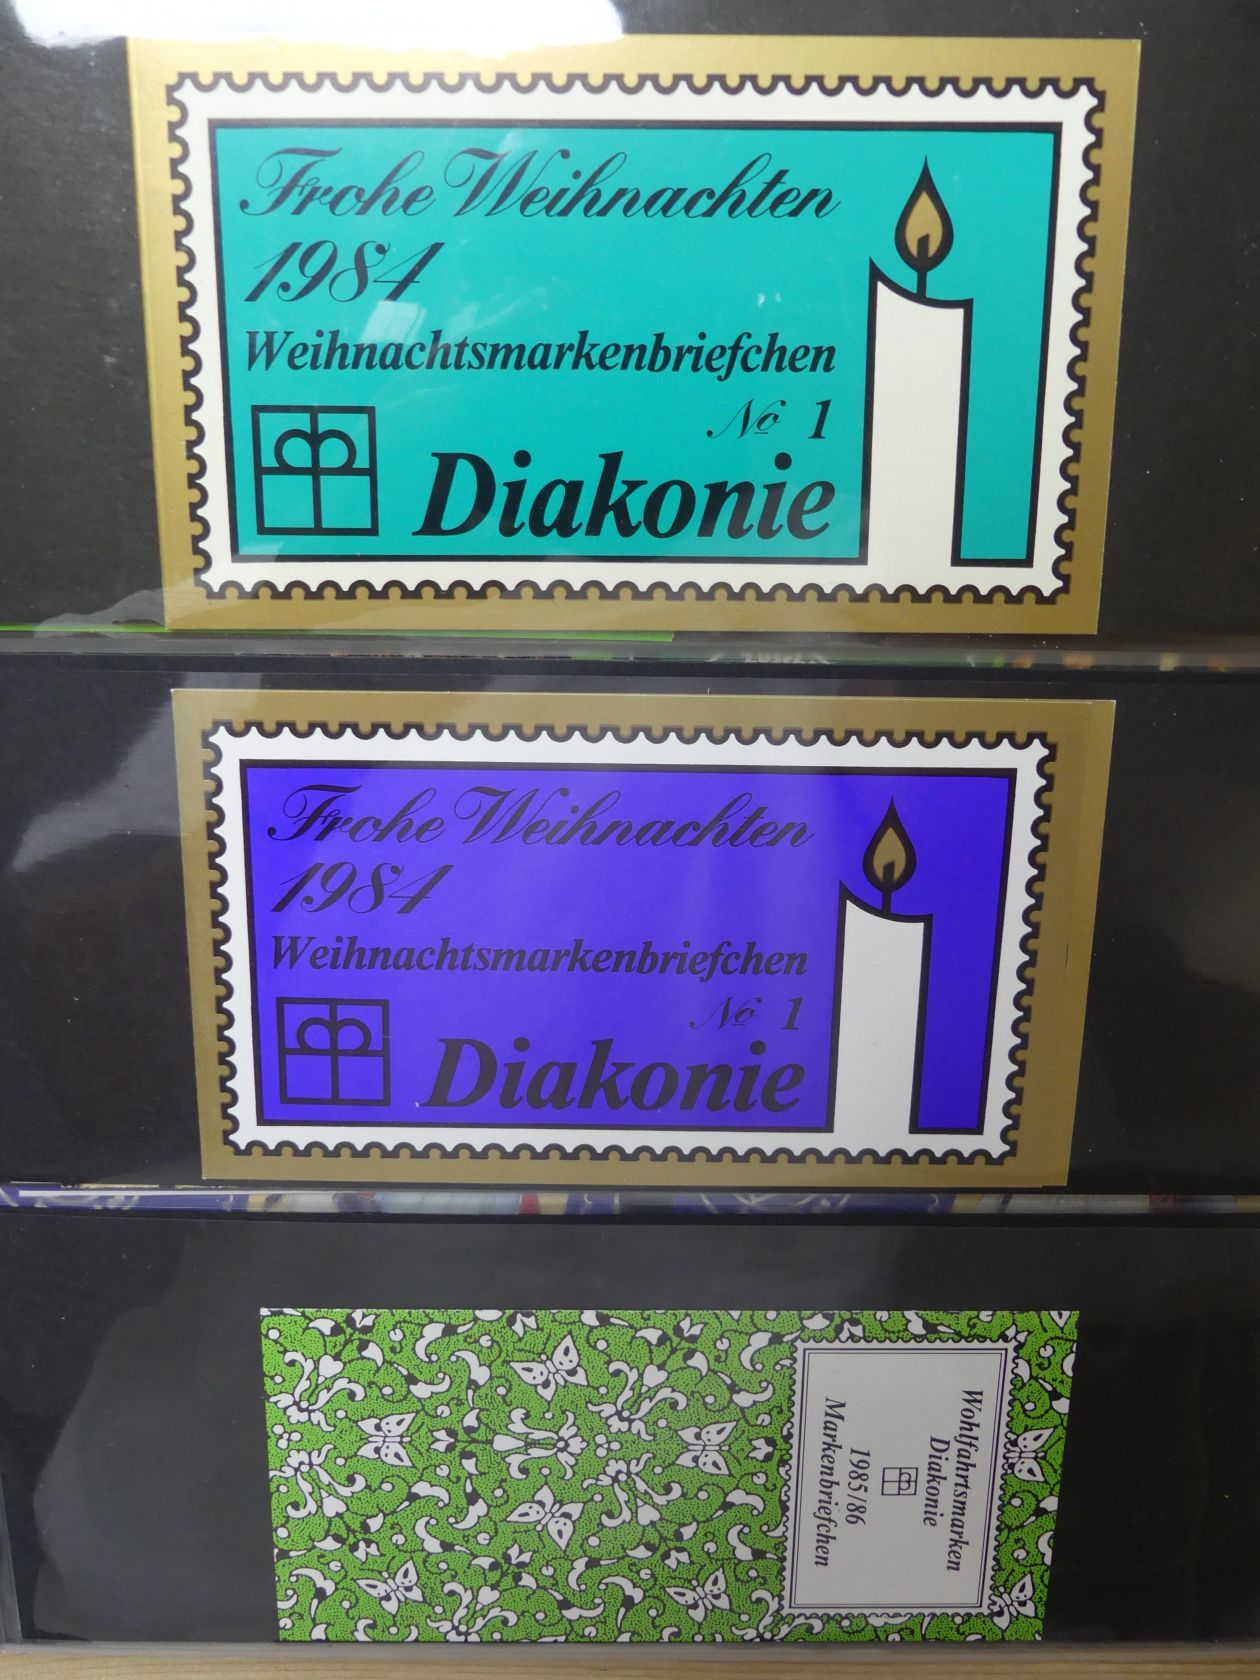 Frohe Weihnachten
1984
Weihnachtsmarkenbriefchen
No 1
Diakonie
Frohe Weihnachten
1984
Weihnachtsmarkenbriefchen
No 1
Diakonie
Wohlfahrtsmarken
Diakonie
1985/86
Markenbriefchen